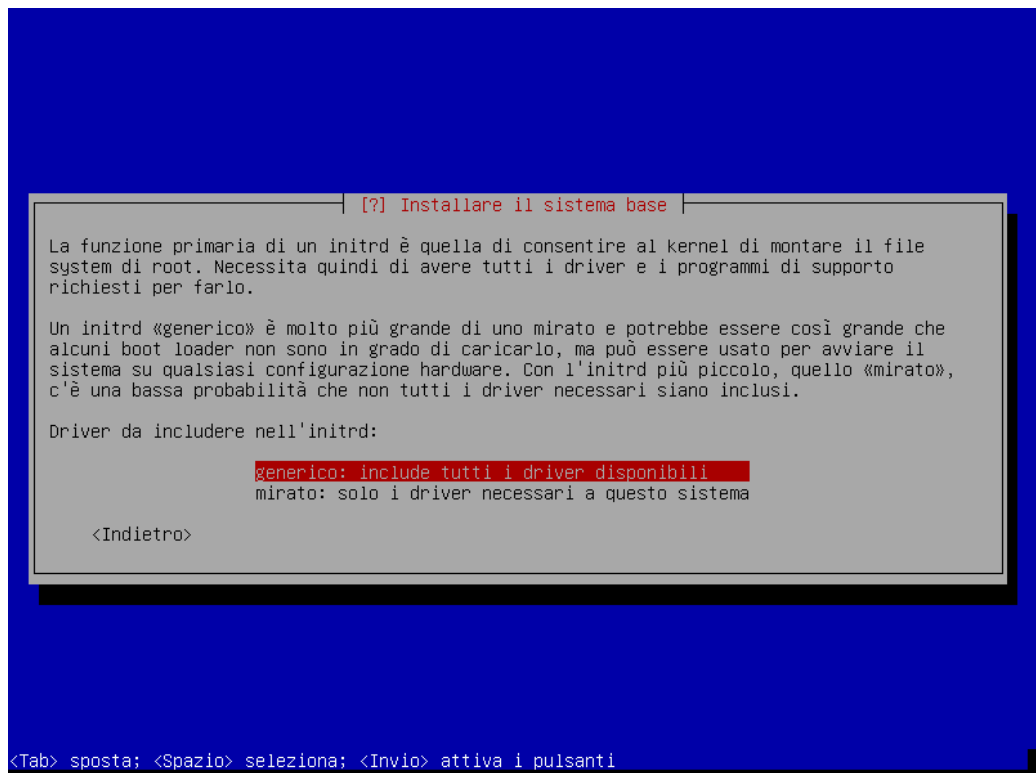 [?] Installare il sistema base
La funzione primaria di un initrd è quella di consentire al kernel di montare il file
system di root. Necessita quindi di avere tutti i driver e i programmi di supporto
richiesti per farlo.
Un initrd «generico» è molto più grande di uno mirato e potrebbe essere così grande che
alcuni boot loader non sono in grado di caricarlo, ma può essere usato per avviare il
sistema su qualsiasi configurazione hardware. Con l'initrd più piccolo, quello «mirato»,
c'è una bassa probabilità che non tutti i driver necessari siano inclusi.
Driver da includere nell'initrd:
generico: include tutti i driver disponibili
mirato: solo i driver necessari a questo sistema
<Indietro>
<Tab> sposta; <Spazio> seleziona; <Invio> attiva i pulsanti